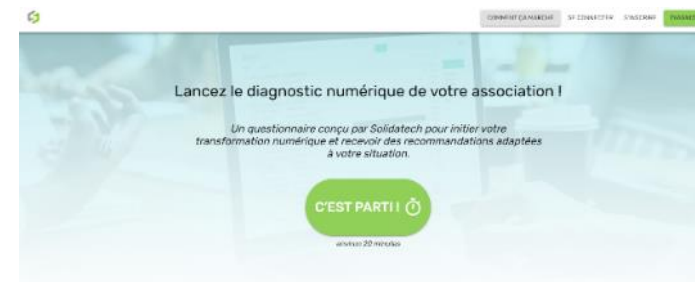 COMMENT ÇA MARCHE SE CONNECTER S'INSCRIRE
Lancez le diagnostic numérique de votre association !
Un questionnaire conçu par Solidatech pour initier votre
transformation numérique et recevoir des recommandations adaptées
à votre situation.
C'EST PARTI !
environ 20 minutes